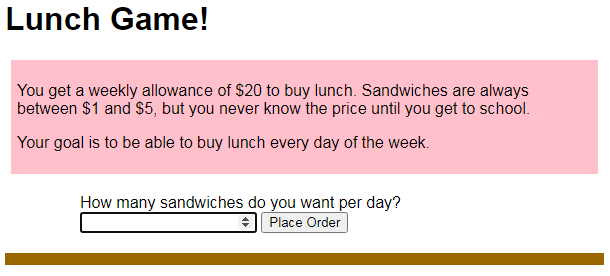 Lunch Game!
You get a weekly allowance of $20 to buy lunch. Sandwiches are always
between $1 and $5, but you never know the price until you get to school.
Your goal is to be able to buy lunch every day of the week.
How many sandwiches do you want per day?
Place Order